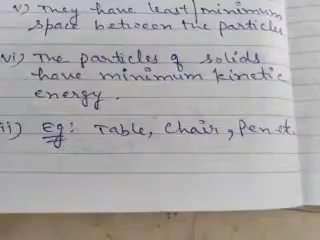 v) They have least/minimum
space between the particles
vi) The particles of solids
have minimum kinetic
energy.
ii) Eg: Table, Chair, Pen etc.